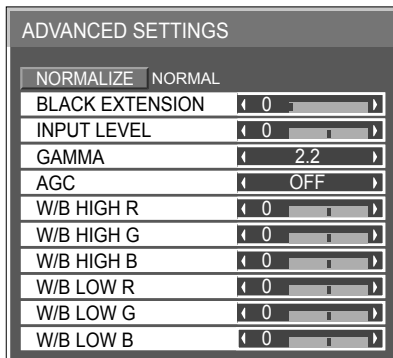 ADVANCED SETTINGS
NORMALIZE NORMAL
BLACK EXTENSION 0
INPUT LEVEL 0
GAMMA 2.2
AGC OFF
W/B HIGH R 0
W/B HIGH G 0
W/B HIGH B 0
W/B LOW R 0
W/B LOW G 0
W/B LOW B 0